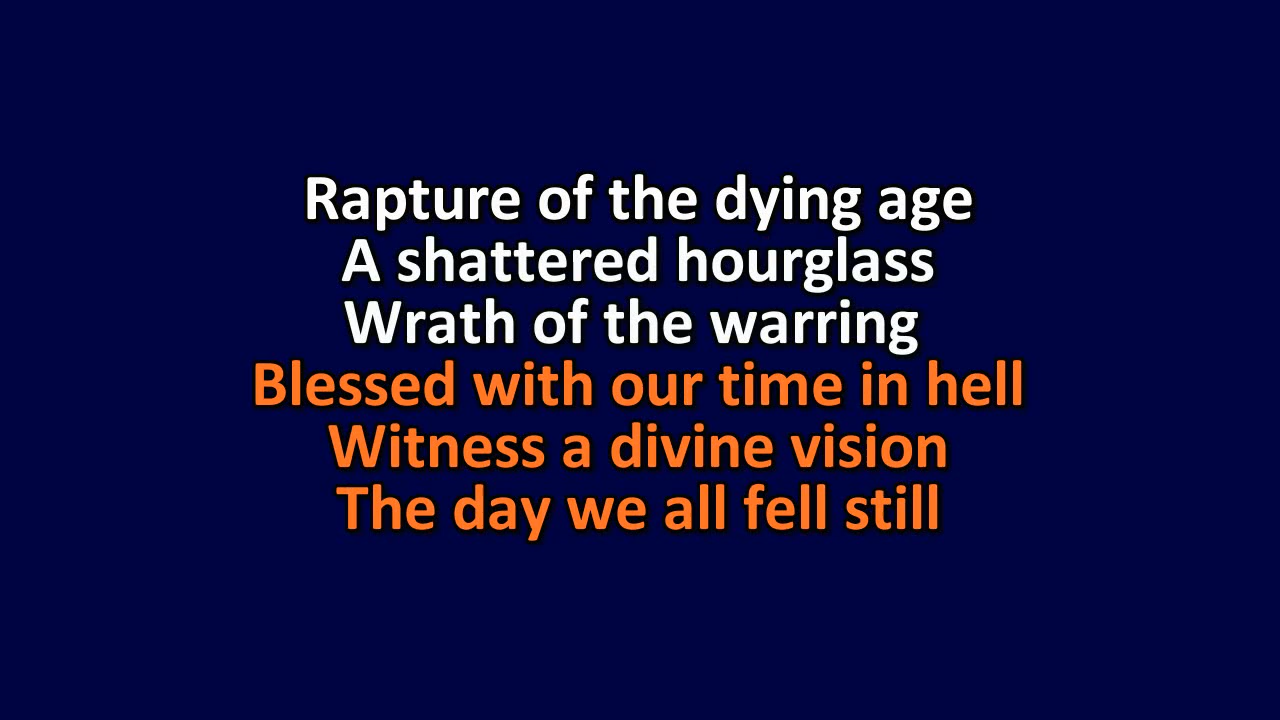 Rapture of the dying age
A shattered hourglass
Wrath of the warring
Blessed with our time in hell
Witness a divine vision
The day we all fell still